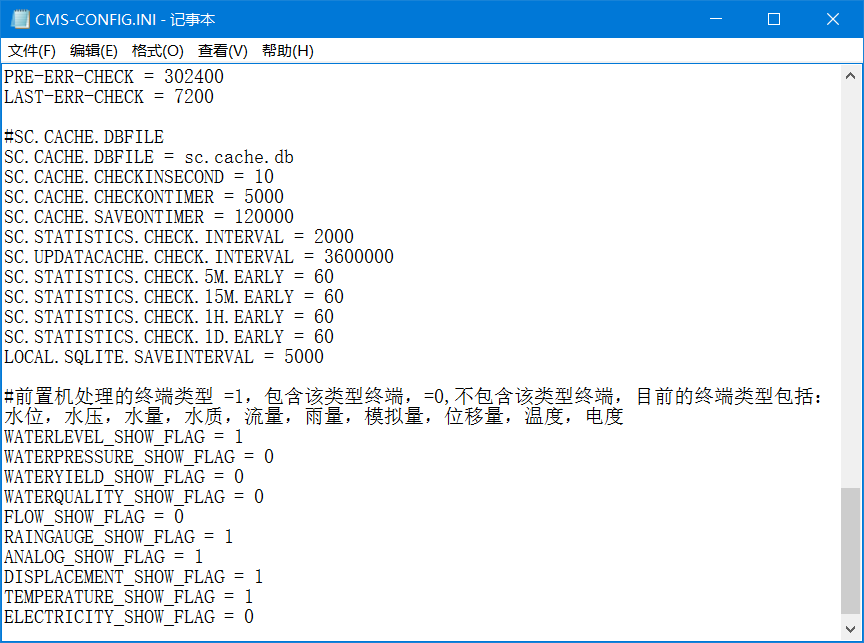 CMS-CONFIG.INI - 记事本
文件(F) 编辑(E) 格式(O) 查看(V) 帮助(H)
PRE-ERR-CHECK = 302400
LAST-ERR-CHECK = 7200
#SC.CACHE.DBFILE
SC.CACHE.DBFILE = sc.cache.db
SC.CACHE.CHECKINSECOND = 10
SC.CACHE.CHECKONTIMER = 5000
SC.CACHE.SAVEONTIMER = 120000
SC.STATISTICS.CHECK.INTERVAL = 2000
SC.UPDATACACHE.CHECK.INTERVAL = 3600000
SC.STATISTICS.CHECK.5M.EARLY = 60
SC.STATISTICS.CHECK.15M.EARLY = 60
SC.STATISTICS.CHECK.1H.EARLY = 60
SC.STATISTICS.CHECK.1D.EARLY = 60
LOCAL.SQLITE.SAVEINTERVAL = 5000
#前置机处理的终端类型 =1，包含该类型终端，=0,不包含该类型终端，目前的终端类型包括：
水位，水压，水量，水质，流量，雨量，模拟量，位移量，温度，电度
WATERLEVEL_SHOW_FLAG = 1
WATERPRESSURE_SHOW_FLAG = 0
WATERYIELD_SHOW_FLAG = 0
WATERQUALITY_SHOW_FLAG = 0
FLOW_SHOW_FLAG = 0
RAINGAUGE_SHOW_FLAG = 1
ANALOG_SHOW_FLAG = 1
DISPLACEMENT_SHOW_FLAG = 1
TEMPERATURE_SHOW_FLAG = 1
ELECTRICITY_SHOW_FLAG = 0